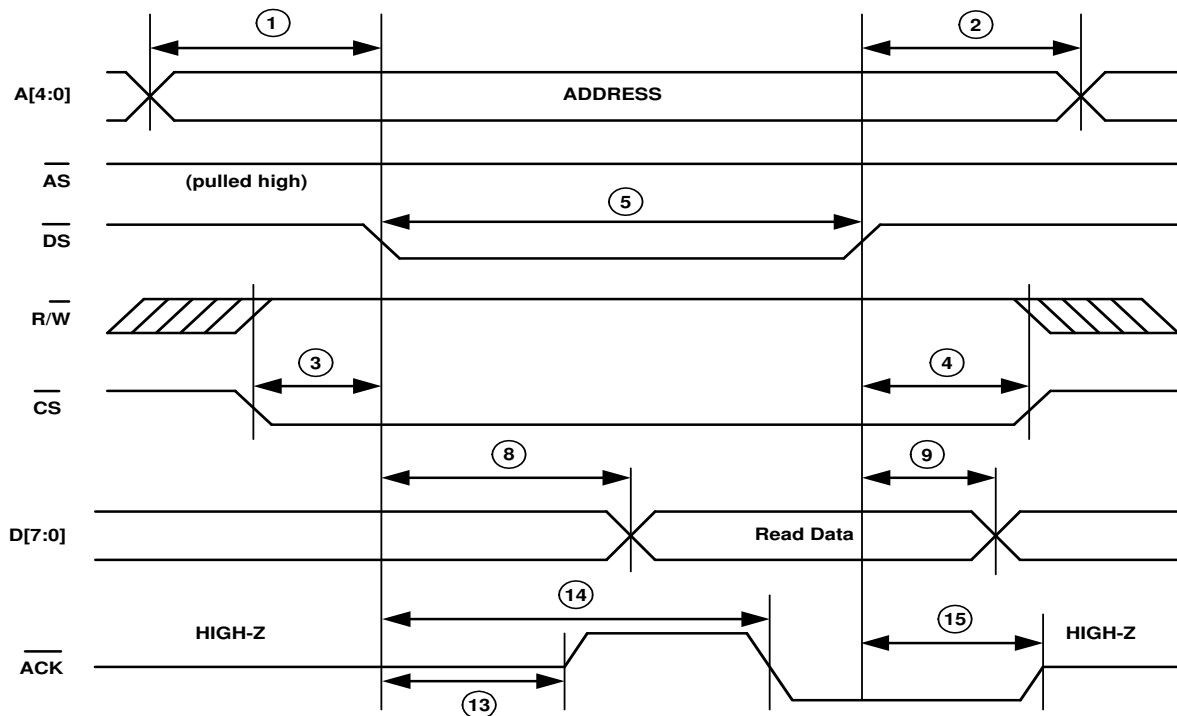 1
2
A[4:0]
ADDRESS
AS
(pulled high)
5
DS
R/W
3
4
CS
8
9
D[7:0]
Read Data
14
HIGH-Z
15
HIGH-Z
ACK
13